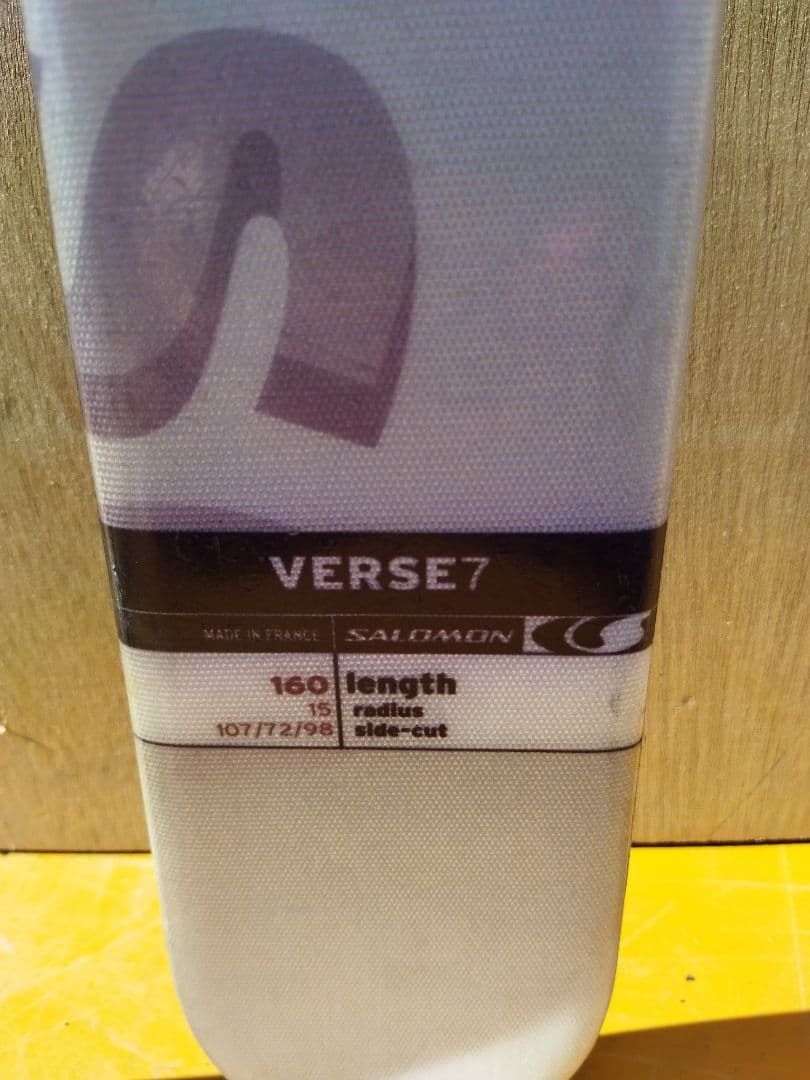 VERSE7
MADE IN FRANCE SALOMON
160 length
15 radius
107/72/98 side-cut